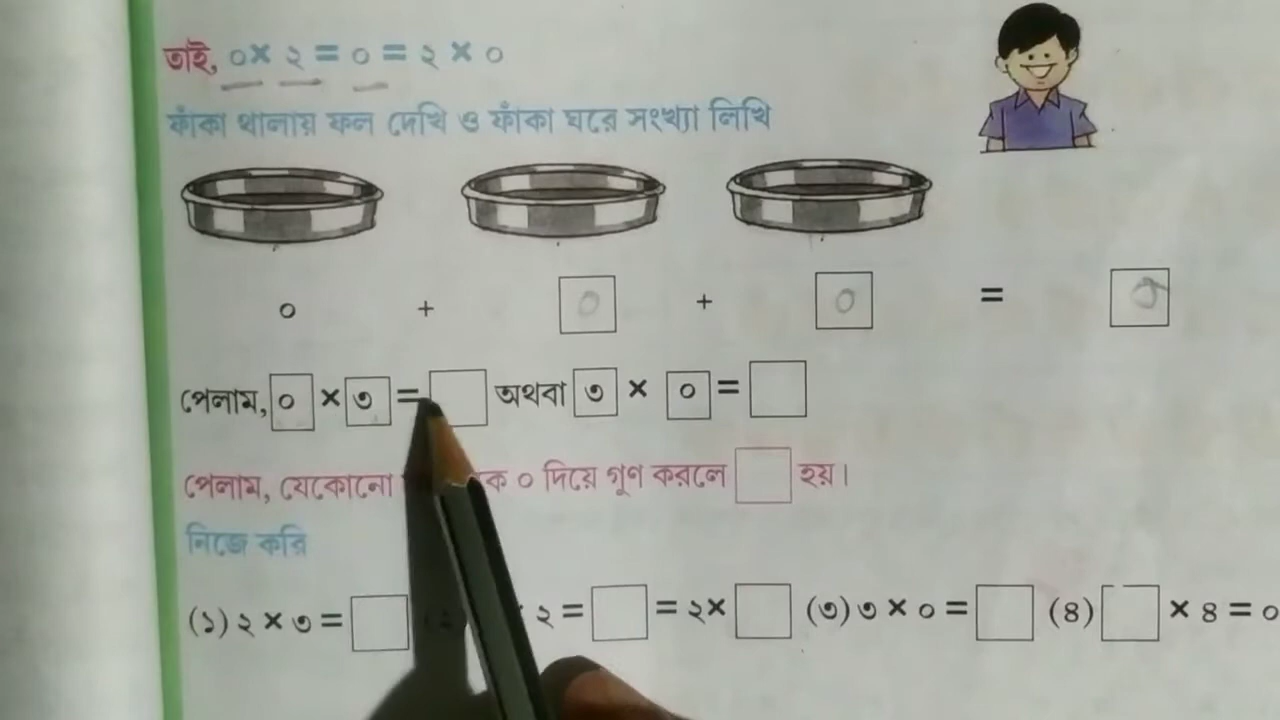 তাই, ০× ২ = ০ = ২ × ০
ফাঁকা থালায় ফল দেখি ও ফাঁকা ঘরে সংখ্যা লিখি
০ + ০ + ০ = ০
পেলাম, ০ × ৩ = অথবা ৩ × ০ =
পেলাম, যেকোনো ০ দিয়ে গুণ করলে হয়।
নিজে করি
(১) ২ × ৩ = ২ = = ২× (৩) ৩ × ০ = (৪) × ৪ = ০